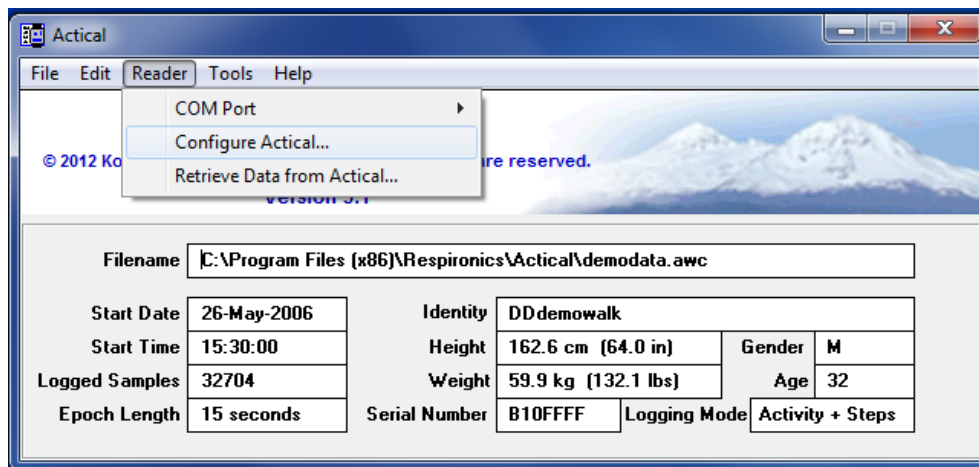 Actical
File Edit Reader Tools Help
COM Port
Configure Actical...
Retrieve Data from Actical...
© 2012 Ko re reserved.
Filename C:\Program Files (x86)\Respironics\Actical\demodata.awc
Start Date 26-May-2006 Identity DDdemowalk
Start Time 15:30:00 Height 162.6 cm (64.0 in) Gender M
Logged Samples 32704 Weight 59.9 kg (132.1 lbs) Age 32
Epoch Length 15 seconds Serial Number B10FFFF Logging Mode Activity + Steps